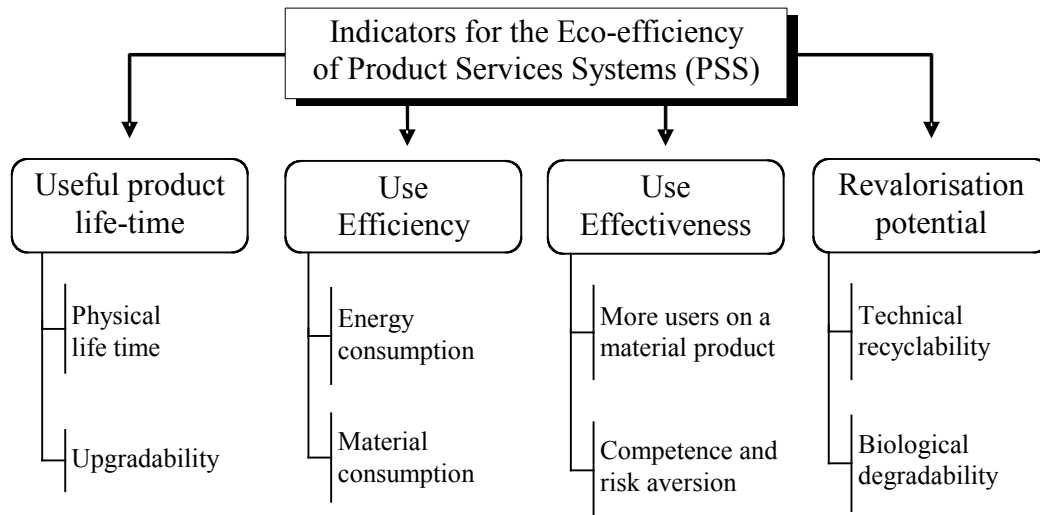 Indicators for the Eco-efficiency
of Product Services Systems (PSS)
Useful product
life-time
Use
Efficiency
Use
Effectiveness
Revalorisation
potential
Physical
life time
Upgradability
Energy
consumption
Material
consumption
More users on a
material product
Competence and
risk aversion
Technical
recyclability
Biological
degradability